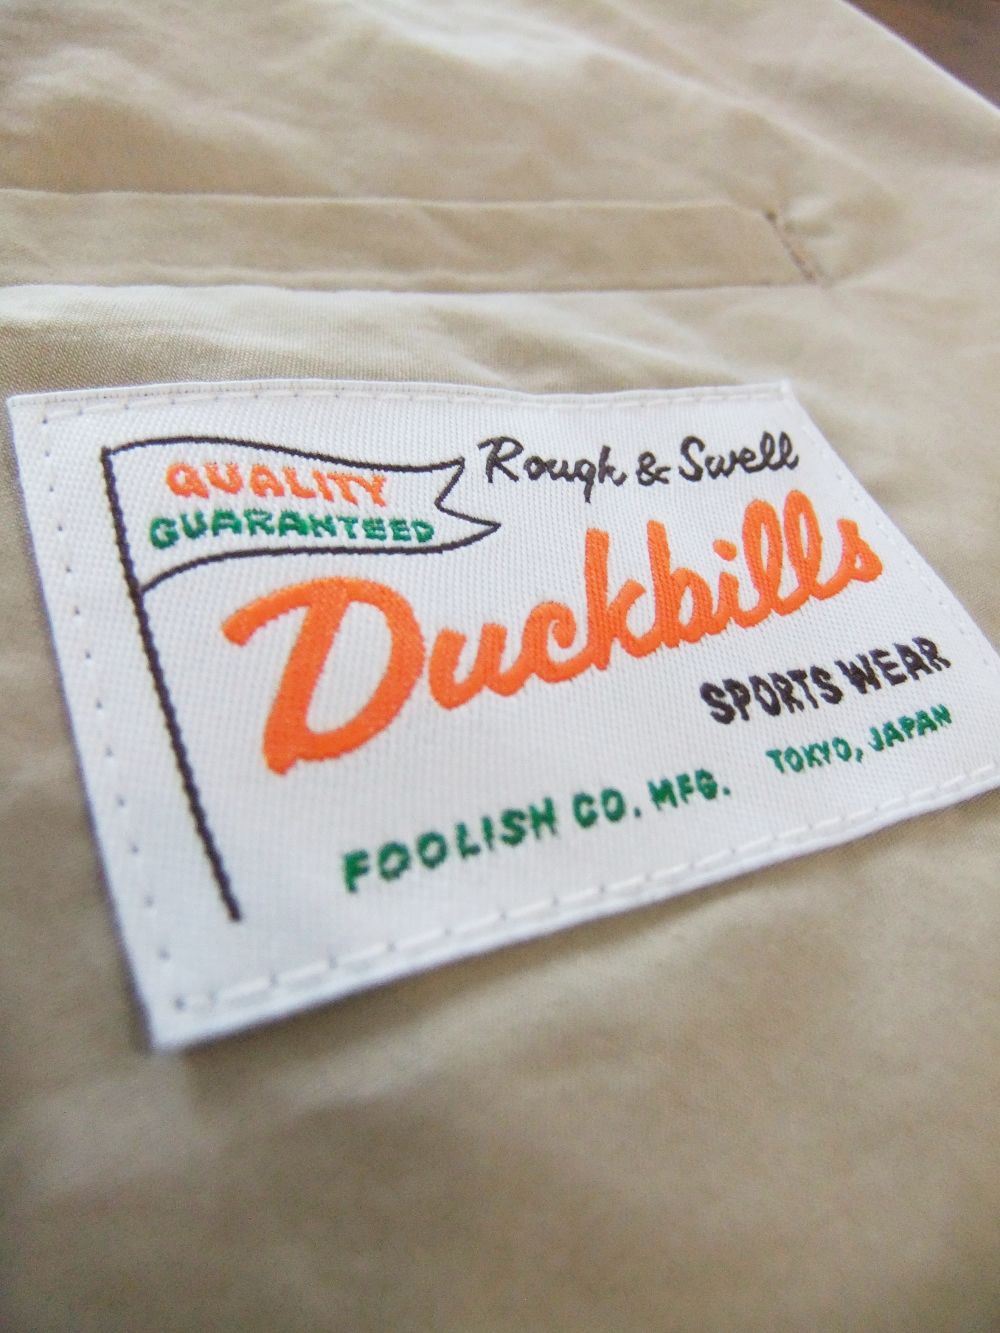 QUALITY
GUARANTEED
Rough & Swell
Duckbills
SPORTS WEAR
FOOLISH CO. MFG.
TOKYO, JAPAN